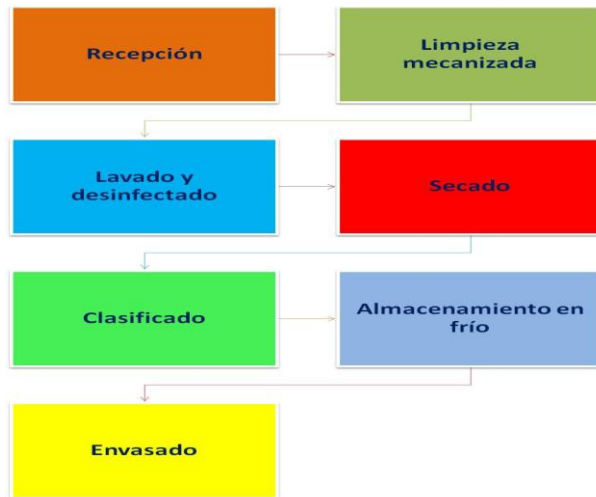 Recepción
Limpieza
mecanizada
Lavado y
desinfectado
Secado
Clasificado
Almacenamiento en
frío
Envasado